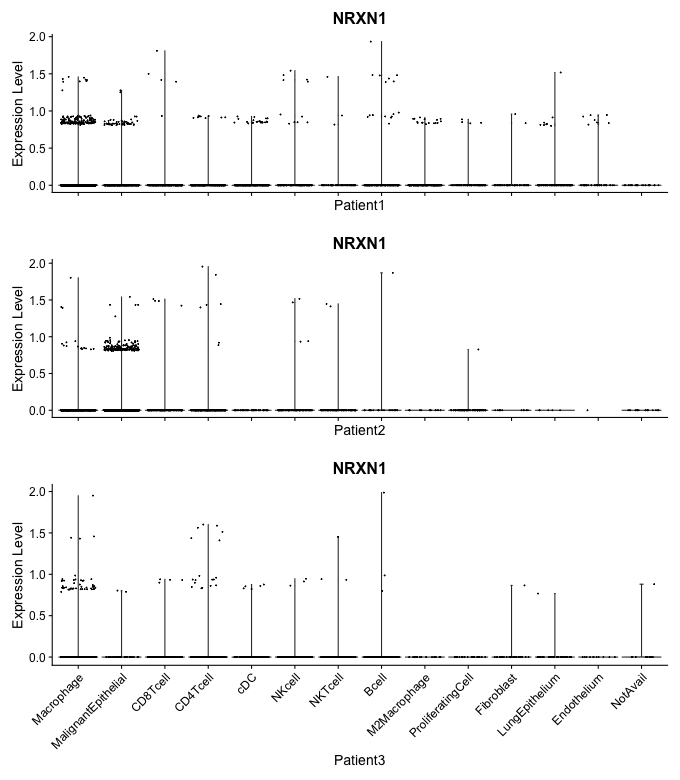 NRXN1
Expression Level
2.0
1.5
1.0
0.5
0.0
Patient1
NRXN1
Expression Level
2.0
1.5
1.0
0.5
0.0
Patient2
NRXN1
Expression Level
2.0
1.5
1.0
0.5
0.0
Macrophage
MalignantEpithelial
CD8Tcell
CD4Tcell
cDC
NKcell
NKTcell
Bcell
M2Macrophage
ProliferatingCell
Fibroblast
LungEpithelium
Endothelium
NotAvail
Patient3